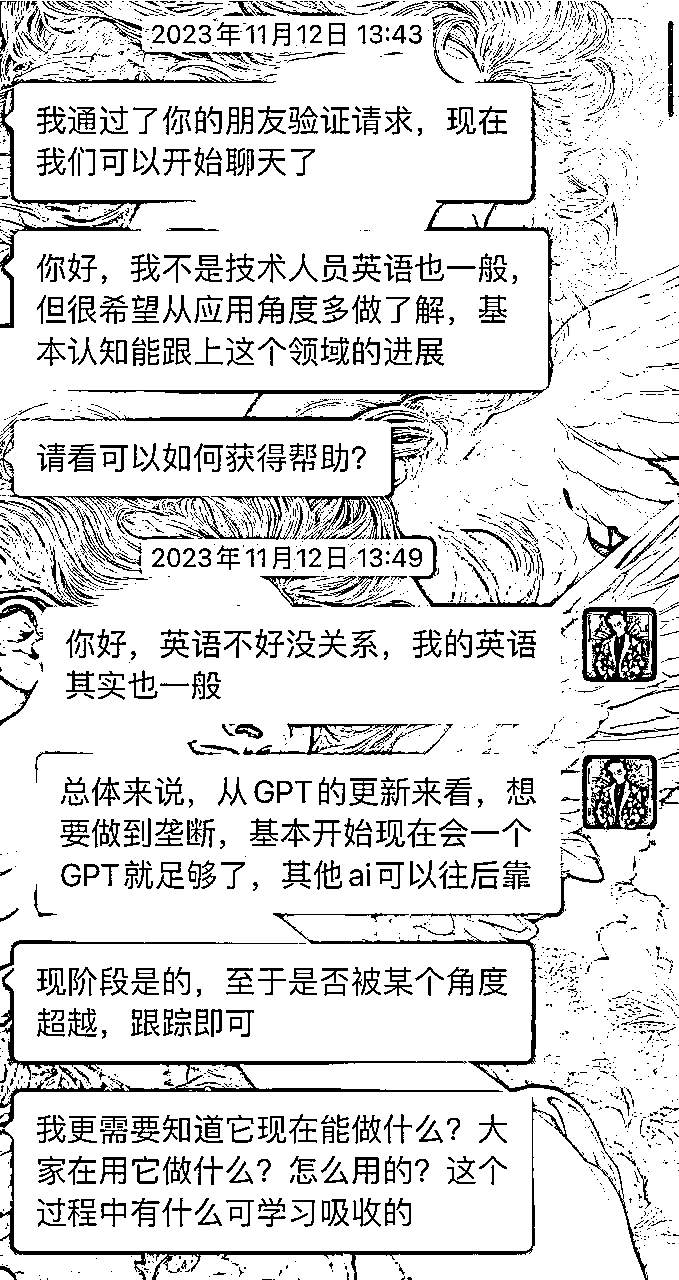 2023年11月12日 13:43
我通过了你的朋友验证请求，现在
我们可以开始聊天了
你好，我不是技术人员英语也一般，
但很希望从应用角度多做了解，基
本认知能跟上这个领域的进展
请看可以如何获得帮助？
2023年11月12日 13:49
你好，英语不好没关系，我的英语
其实也一般
总体来说，从GPT的更新来看，想
要做到垄断，基本开始现在会一个
GPT就足够了，其他ai可以往后靠
现阶段是的，至于是否被某个角度
超越，跟踪即可
我更需要知道它现在能做什么？大
家在用它做什么？怎么用的？这个
过程中有什么可学习吸收的